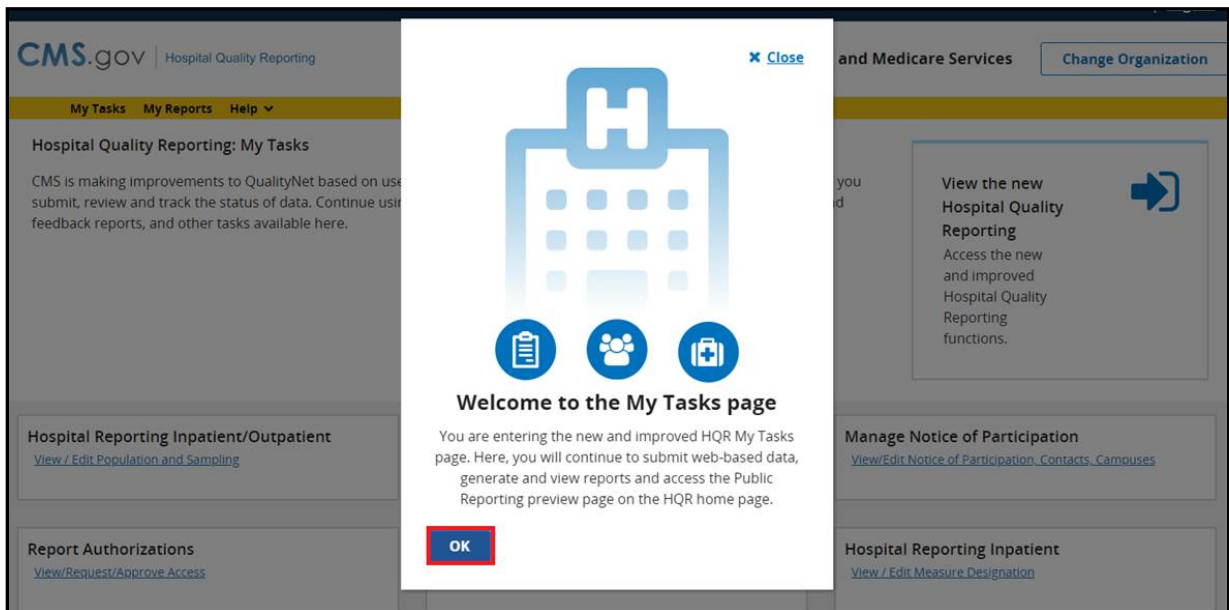 CMS.gov | Hospital Quality Reporting
and Medicare Services
Change Organization
My Tasks My Reports Help
Hospital Quality Reporting: My Tasks
CMS is making improvements to QualityNet based on use
submit, review and track the status of data. Continue usin
feedback reports, and other tasks available here.
you
d
Close
H
Welcome to the My Tasks page
You are entering the new and improved HQR My Tasks
page. Here, you will continue to submit web-based data,
generate and view reports and access the Public
Reporting preview page on the HQR home page.
OK
View the new
Hospital Quality
Reporting
Access the new
and improved
Hospital Quality
Reporting
functions.
Hospital Reporting Inpatient/Outpatient
View / Edit Population and Sampling
Manage Notice of Participation
View/Edit Notice of Participation, Contacts, Campuses
Report Authorizations
View/Request/Approve Access
Hospital Reporting Inpatient
View / Edit Measure Designation